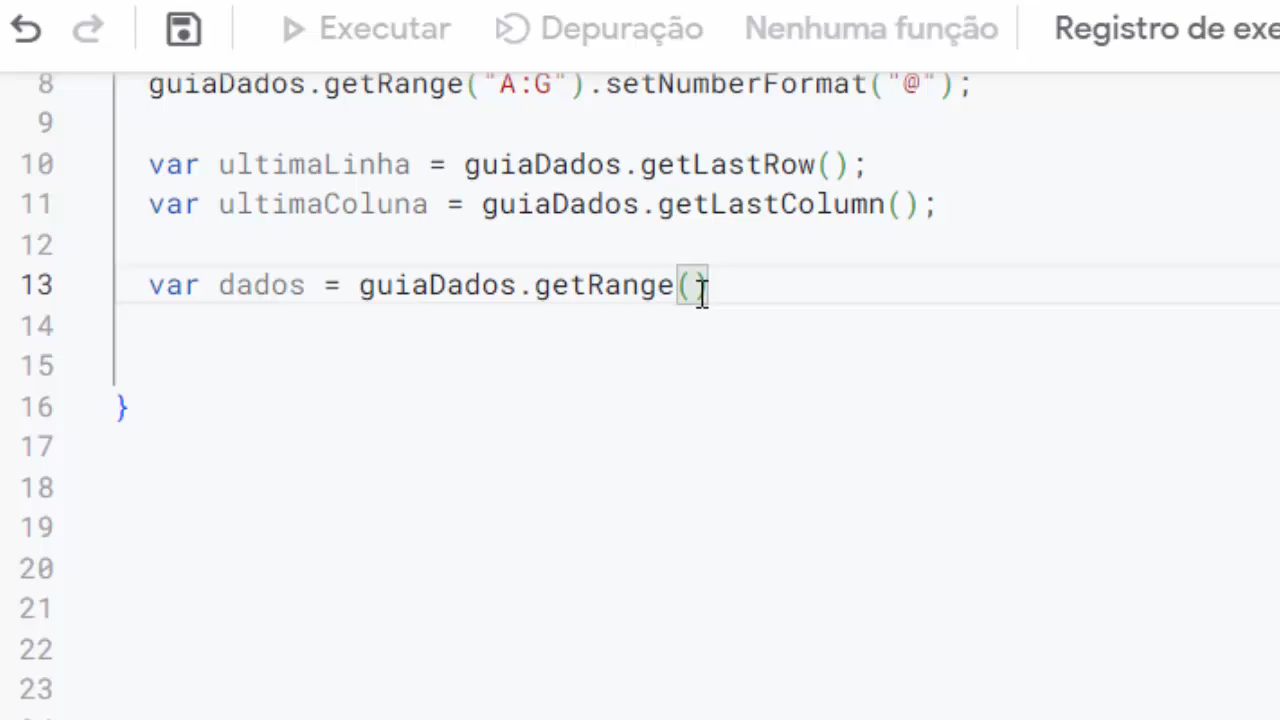 Executar Depuração Nenhuma função Registro de exe
8 guiaDados.getRange("A:G").setNumberFormat("@");
9
10 var ultimaLinha = guiaDados.getLastRow();
11 var ultimaColuna = guiaDados.getLastColumn();
12
13 var dados = guiaDados.getRange()
14
15
16 }
17
18
19
20
21
22
23